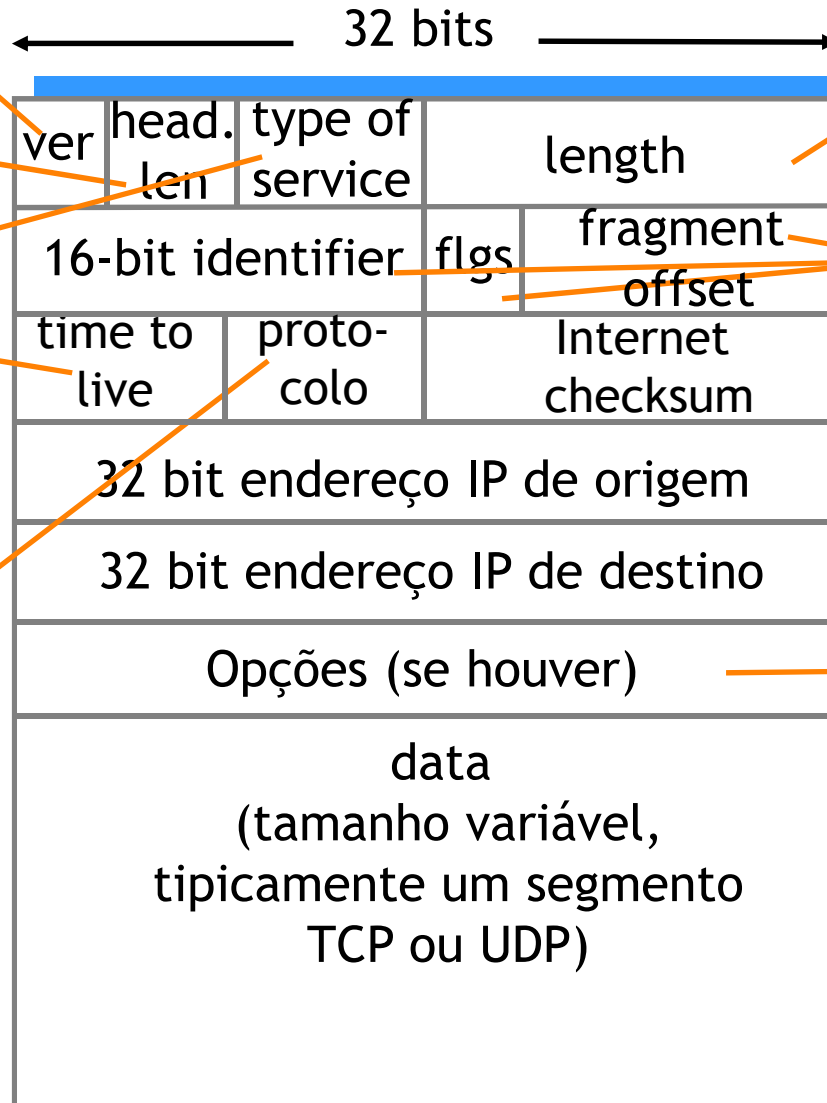 32 bits
ver
head.
len
type of
service
length
16-bit identifier
flgs
fragment
offset
time to
live
proto-
colo
Internet
checksum
32 bit endereço IP de origem
32 bit endereço IP de destino
Opções (se houver)
data
(tamanho variável,
tipicamente um segmento
TCP ou UDP)